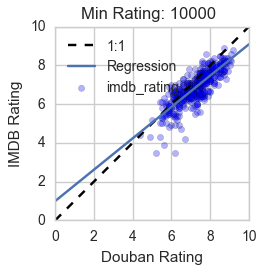 Min Rating: 10000
10
8
6
4
2
0
IMDB Rating
1:1
Regression
imdb_rating
0 2 4 6 8 10
Douban Rating